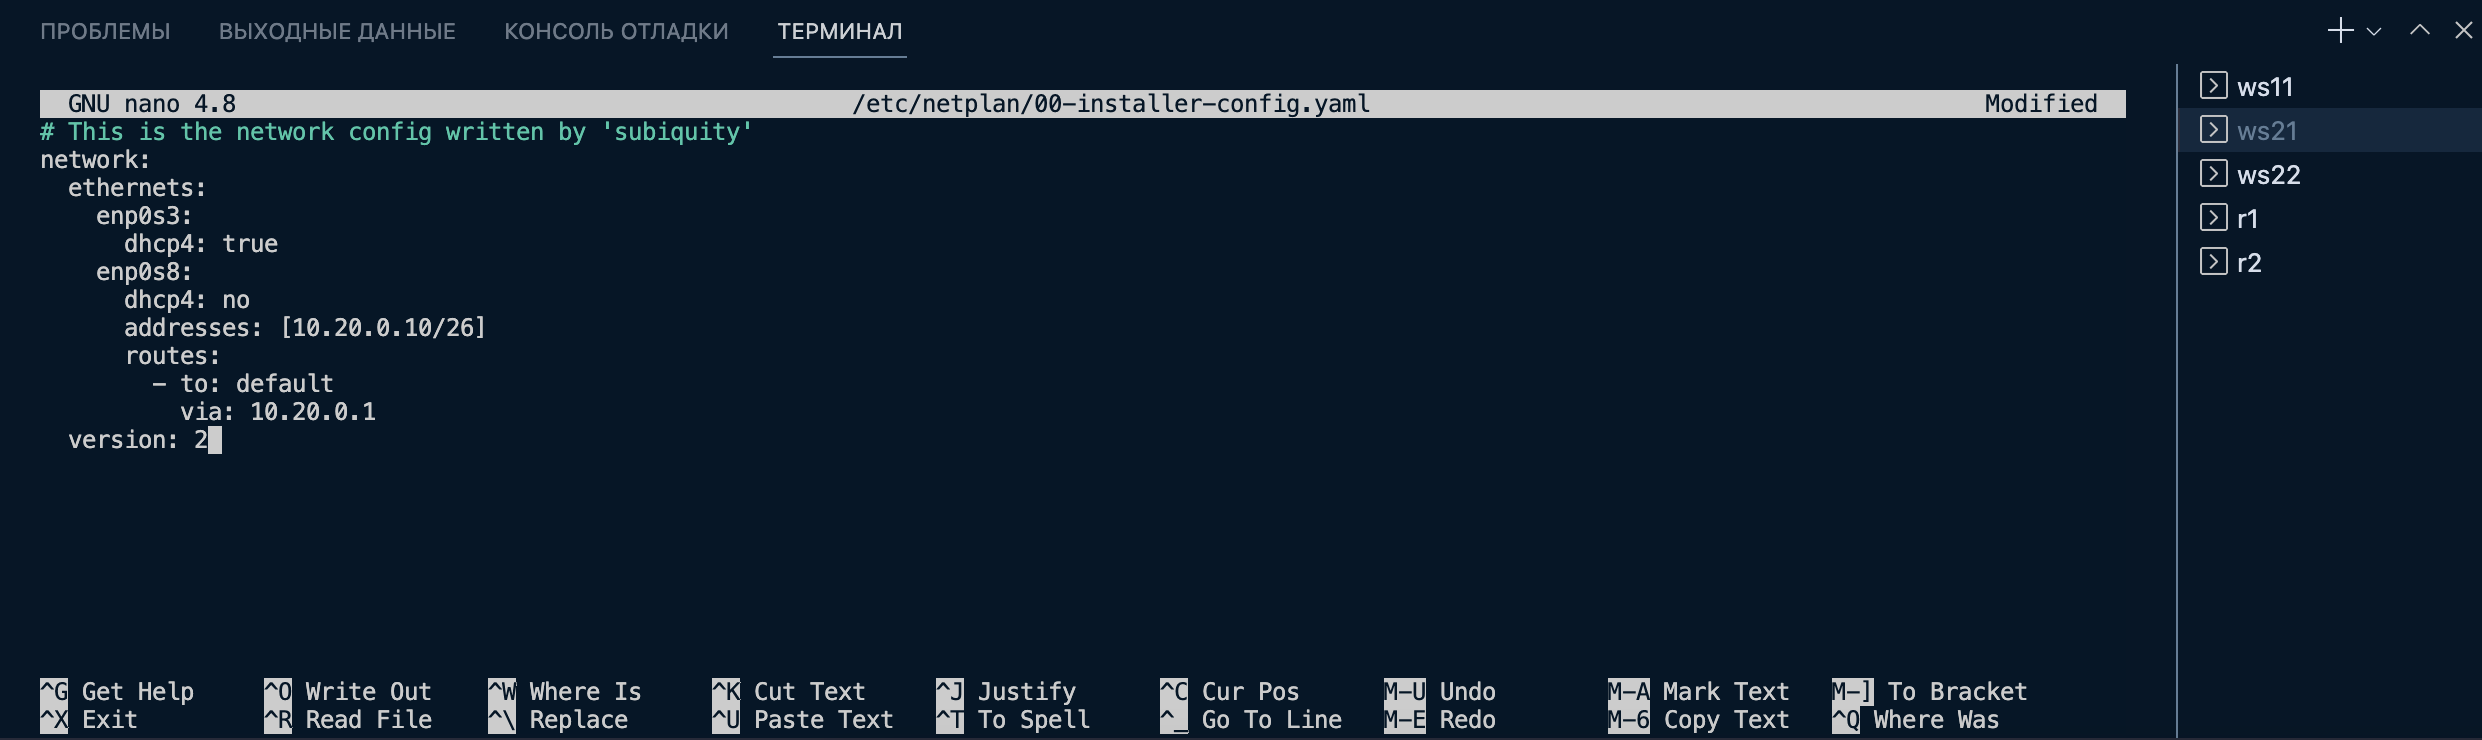 ПРОБЛЕМЫ ВЫХОДНЫЕ ДАННЫЕ КОНСОЛЬ ОТЛАДКИ ТЕРМИНАЛ
GNU nano 4.8 /etc/netplan/00-installer-config.yaml Modified
# This is the network config written by 'subiquity'
network:
  ethernets:
    enp0s3:
      dhcp4: true
    enp0s8:
      dhcp4: no
      addresses: [10.20.0.10/26]
      routes:
        - to: default
          via: 10.20.0.1
  version: 2
^G Get Help ^O Write Out ^W Where Is ^K Cut Text ^J Justify ^C Cur Pos M-U Undo M-A Mark Text M-] To Bracket
^X Exit ^R Read File ^\ Replace ^U Paste Text ^T To Spell ^_ Go To Line M-E Redo M-6 Copy Text ^Q Where Was
ws11
ws21
ws22
r1
r2